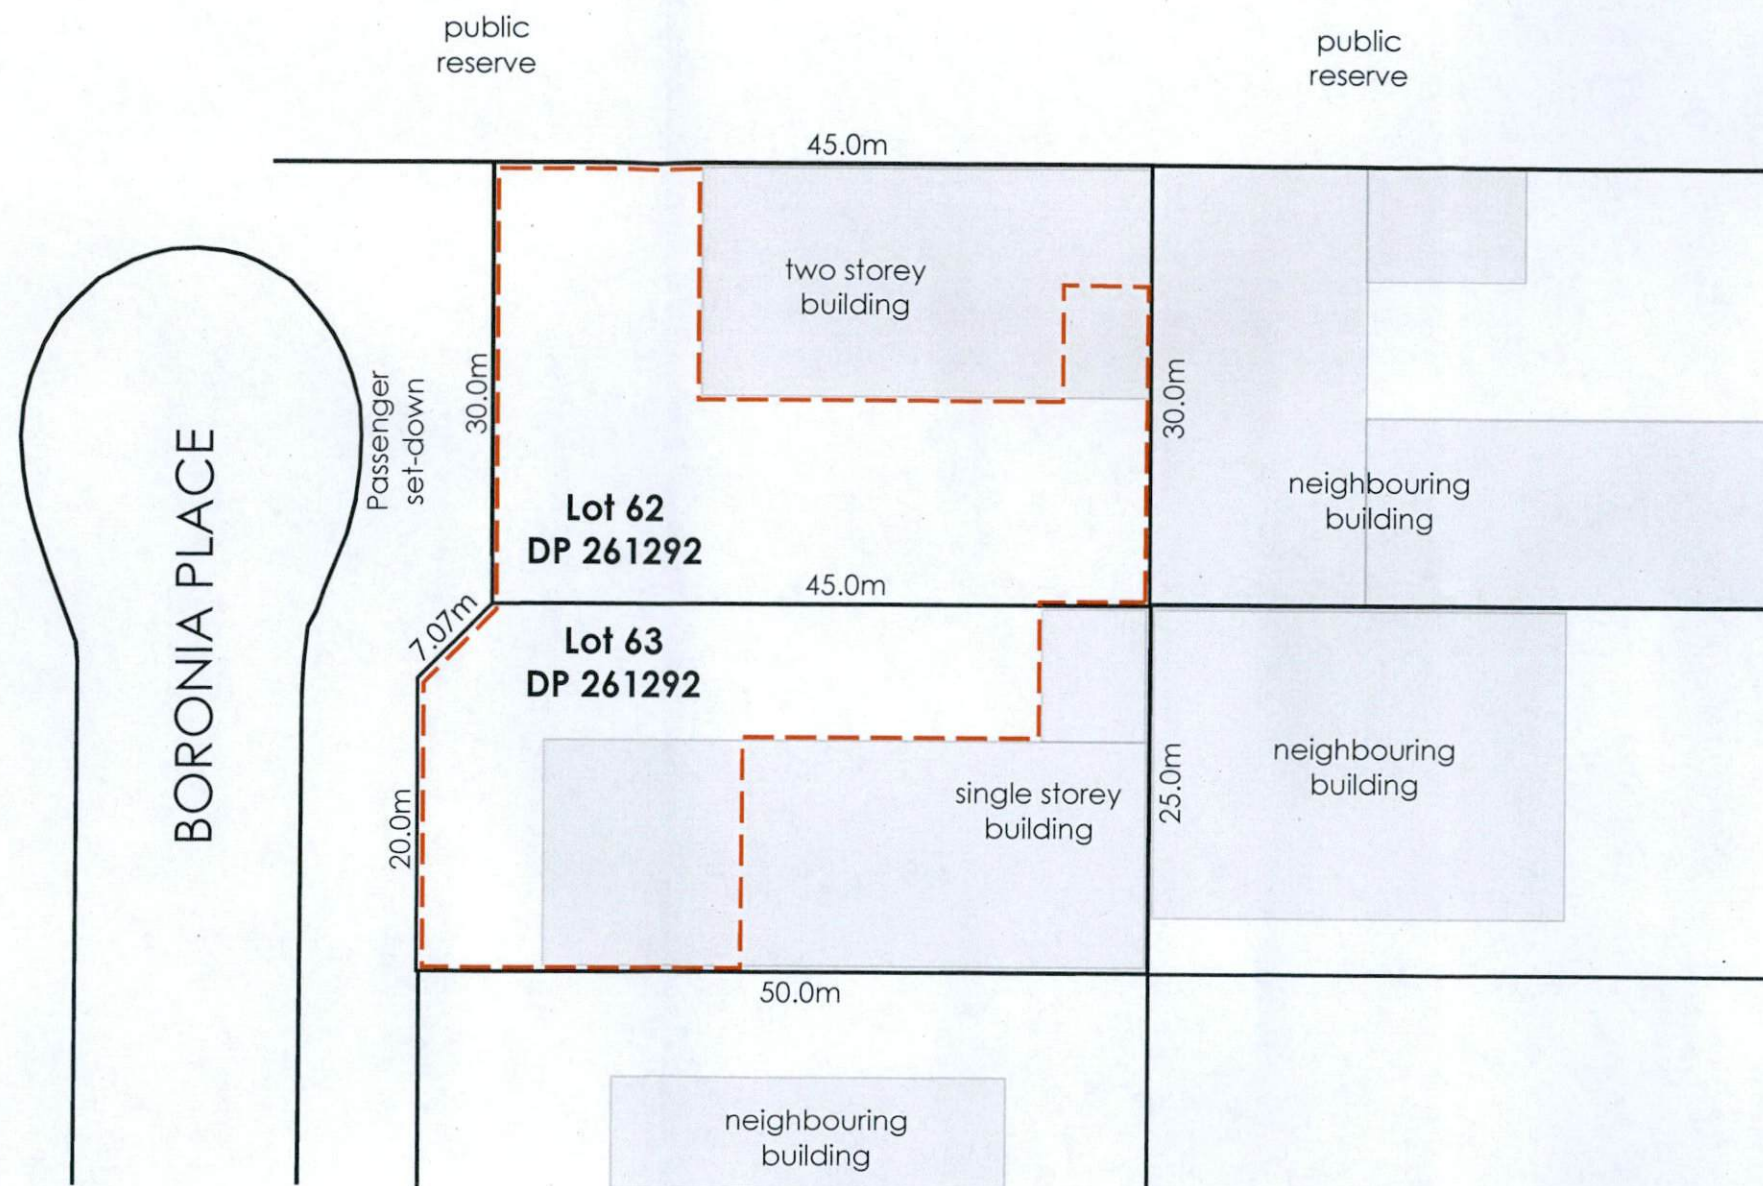 public
reserve
public
reserve
45.0m
two storey
building
30.0m
30.0m
Passenger
set-down
BORONIA PLACE
Lot 62
DP 261292
neighbouring
building
45.0m
7.07m
Lot 63
DP 261292
20.0m
single storey
building
25.0m
neighbouring
building
50.0m
neighbouring
building